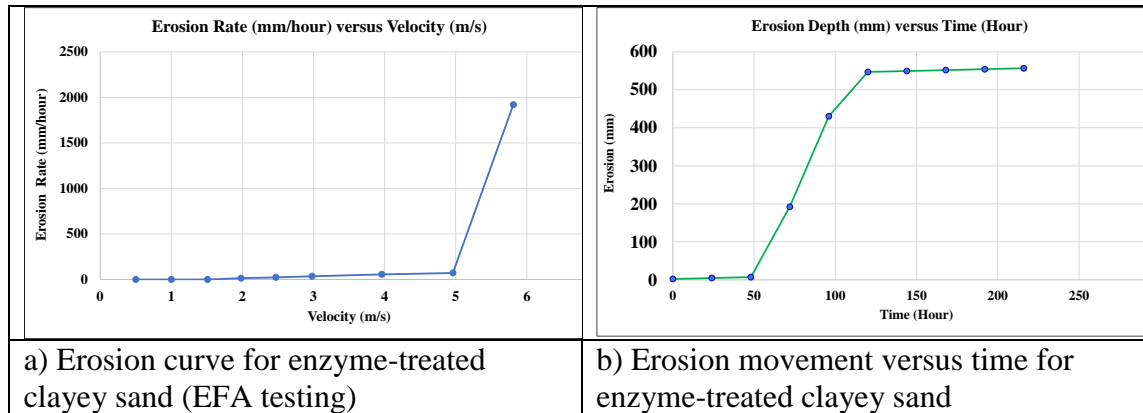 Erosion Rate (mm/hour) versus Velocity (m/s)
2500
2000
1500
1000
500
0
Erosion Rate (mm/hour)
0 1 2 3 4 5 6
Velocity (m/s)
Erosion Depth (mm) versus Time (Hour)
600
500
400
300
200
100
0
Erosion (mm)
0 50 100 150 200 250
Time (Hour)
a) Erosion curve for enzyme-treated
clayey sand (EFA testing)
b) Erosion movement versus time for
enzyme-treated clayey sand